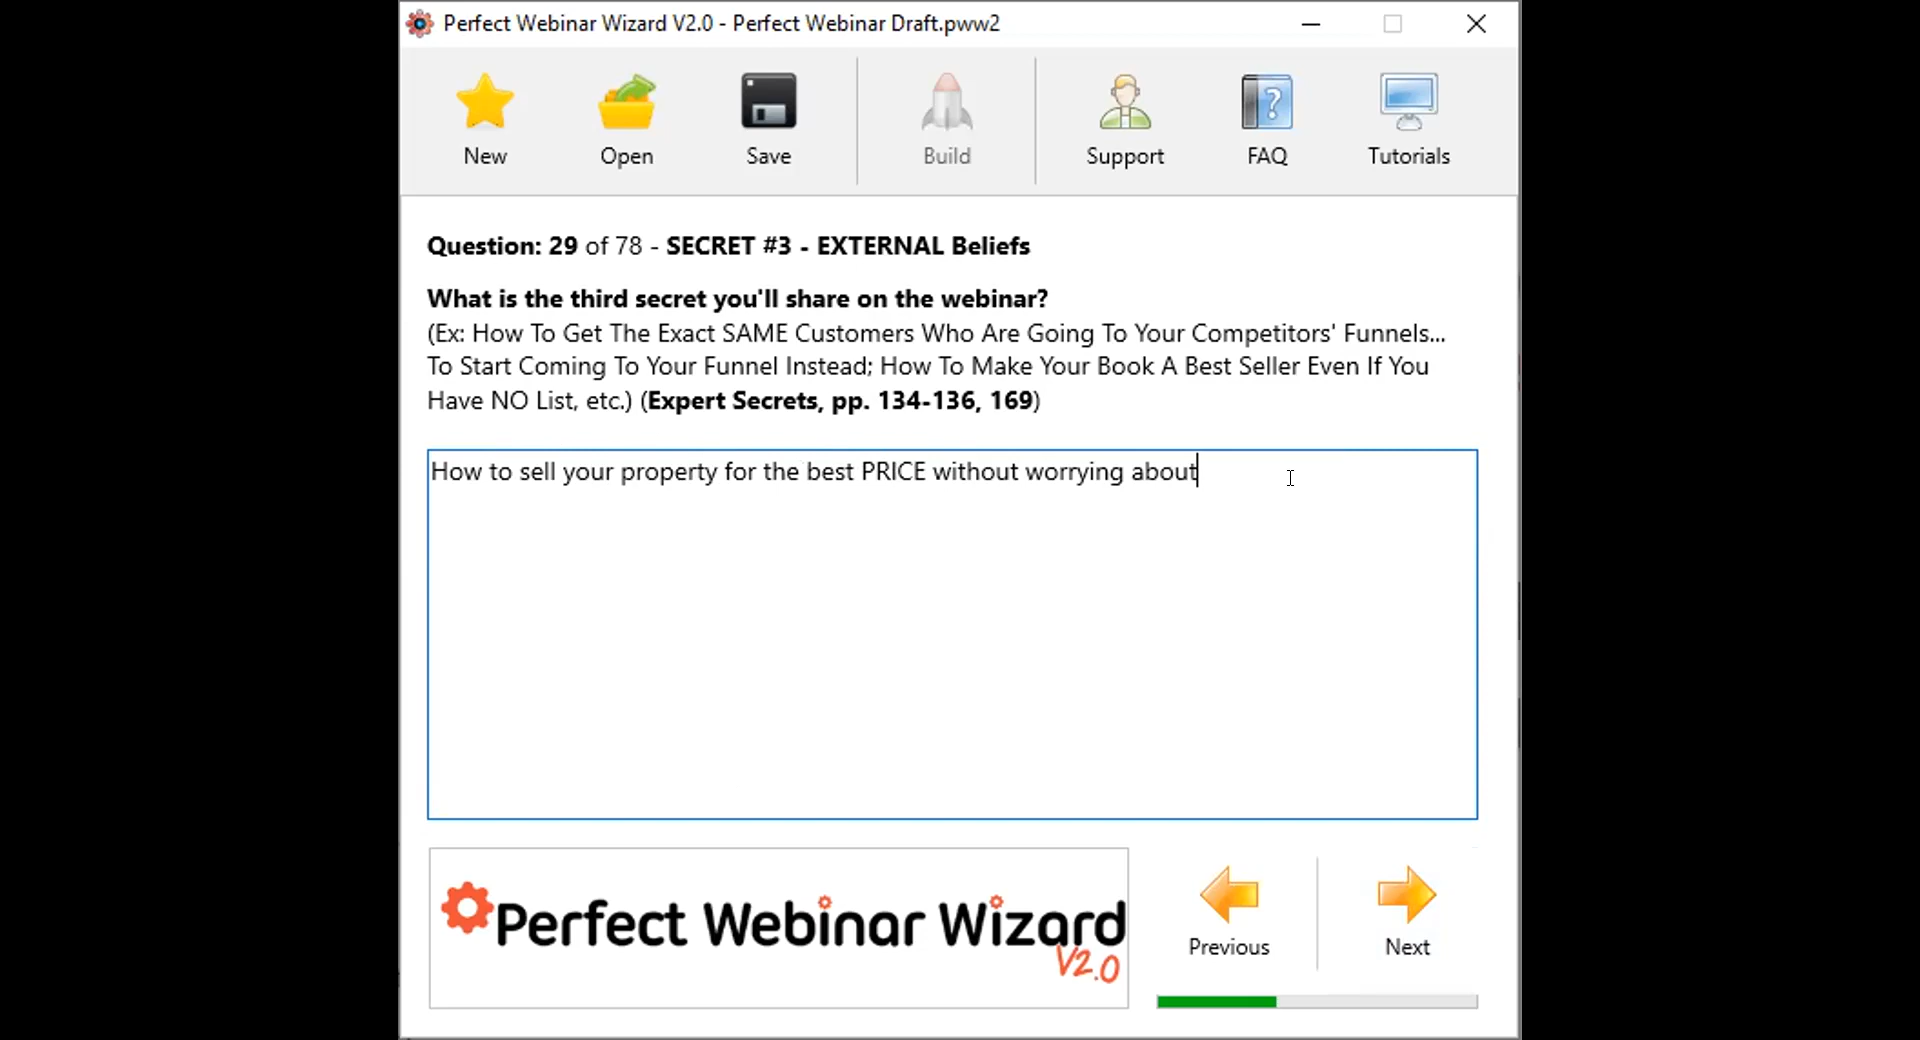 Perfect Webinar Wizard V2.0 - Perfect Webinar Draft.pww2
New Open Save Build Support FAQ Tutorials
Question: 29 of 78 - SECRET #3 - EXTERNAL Beliefs
What is the third secret you'll share on the webinar?
(Ex: How To Get The Exact SAME Customers Who Are Going To Your Competitors' Funnels...
To Start Coming To Your Funnel Instead; How To Make Your Book A Best Seller Even If You
Have NO List, etc.) (Expert Secrets, pp. 134-136, 169)
How to sell your property for the best PRICE without worrying about
Perfect Webinar Wizard
V2.0
Previous Next